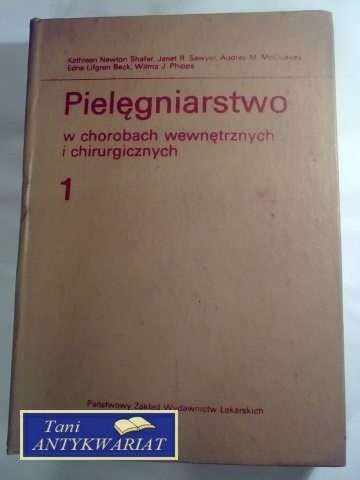 Kathleen Newton Shafer, Janet R. Sawyer, Audrey M. McCluskey,
Edna Lifgren Beck, Wilma J. Phipps
Pielęgniarstwo
w chorobach wewnętrznych
i chirurgicznych
1
Państwowy Zakład Wydawnictw Lekarskich
Tani
ANTYKWARIAT